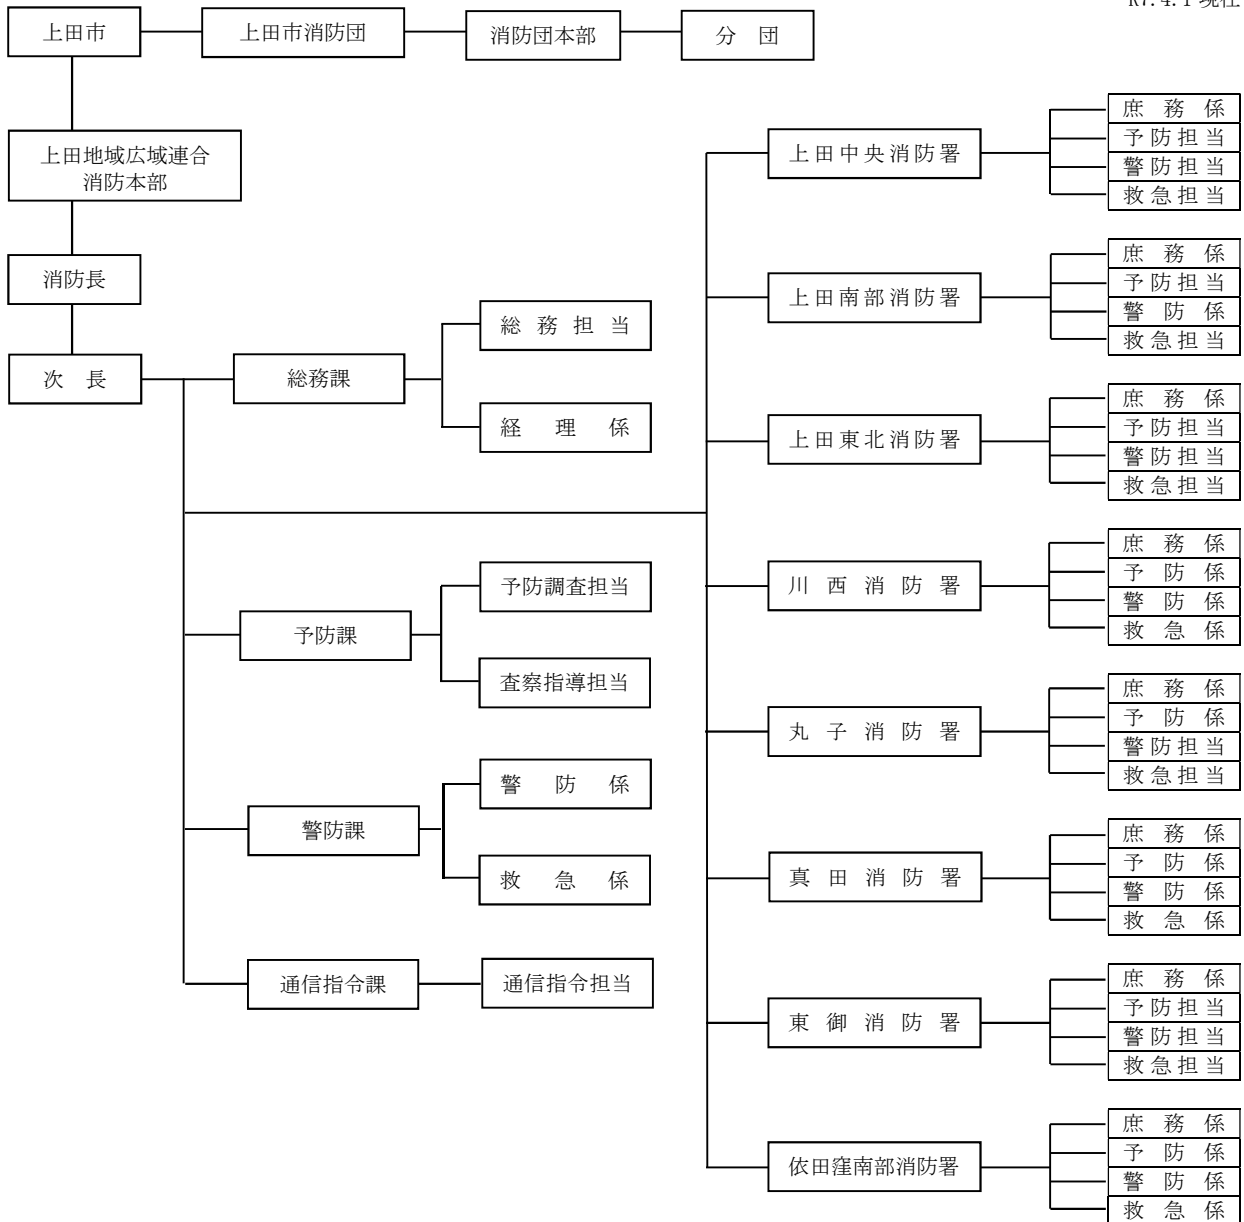 R7.4.1 現在
上田市
上田市消防団
消防団本部
分 団
上田地域広域連合
消防本部
消防長
次 長
総務課
総 務 担 当
経 理 係
予防課
予防調査担当
査察指導担当
警防課
警 防 係
救 急 係
通信指令課
通信指令担当
上田中央消防署
庶 務 係
予防担当
警防担当
救急担当
上田南部消防署
庶 務 係
予防担当
警 防 係
救急担当
上田東北消防署
庶 務 係
予防担当
警防担当
救急担当
川 西 消 防 署
庶 務 係
予 防 係
警 防 係
救 急 係
丸 子 消 防 署
庶 務 係
予 防 係
警防担当
救急担当
真 田 消 防 署
庶 務 係
予 防 係
警 防 係
救 急 係
東 御 消 防 署
庶 務 係
予防担当
警防担当
救急担当
依田窪南部消防署
庶 務 係
予 防 係
警 防 係
救 急 係